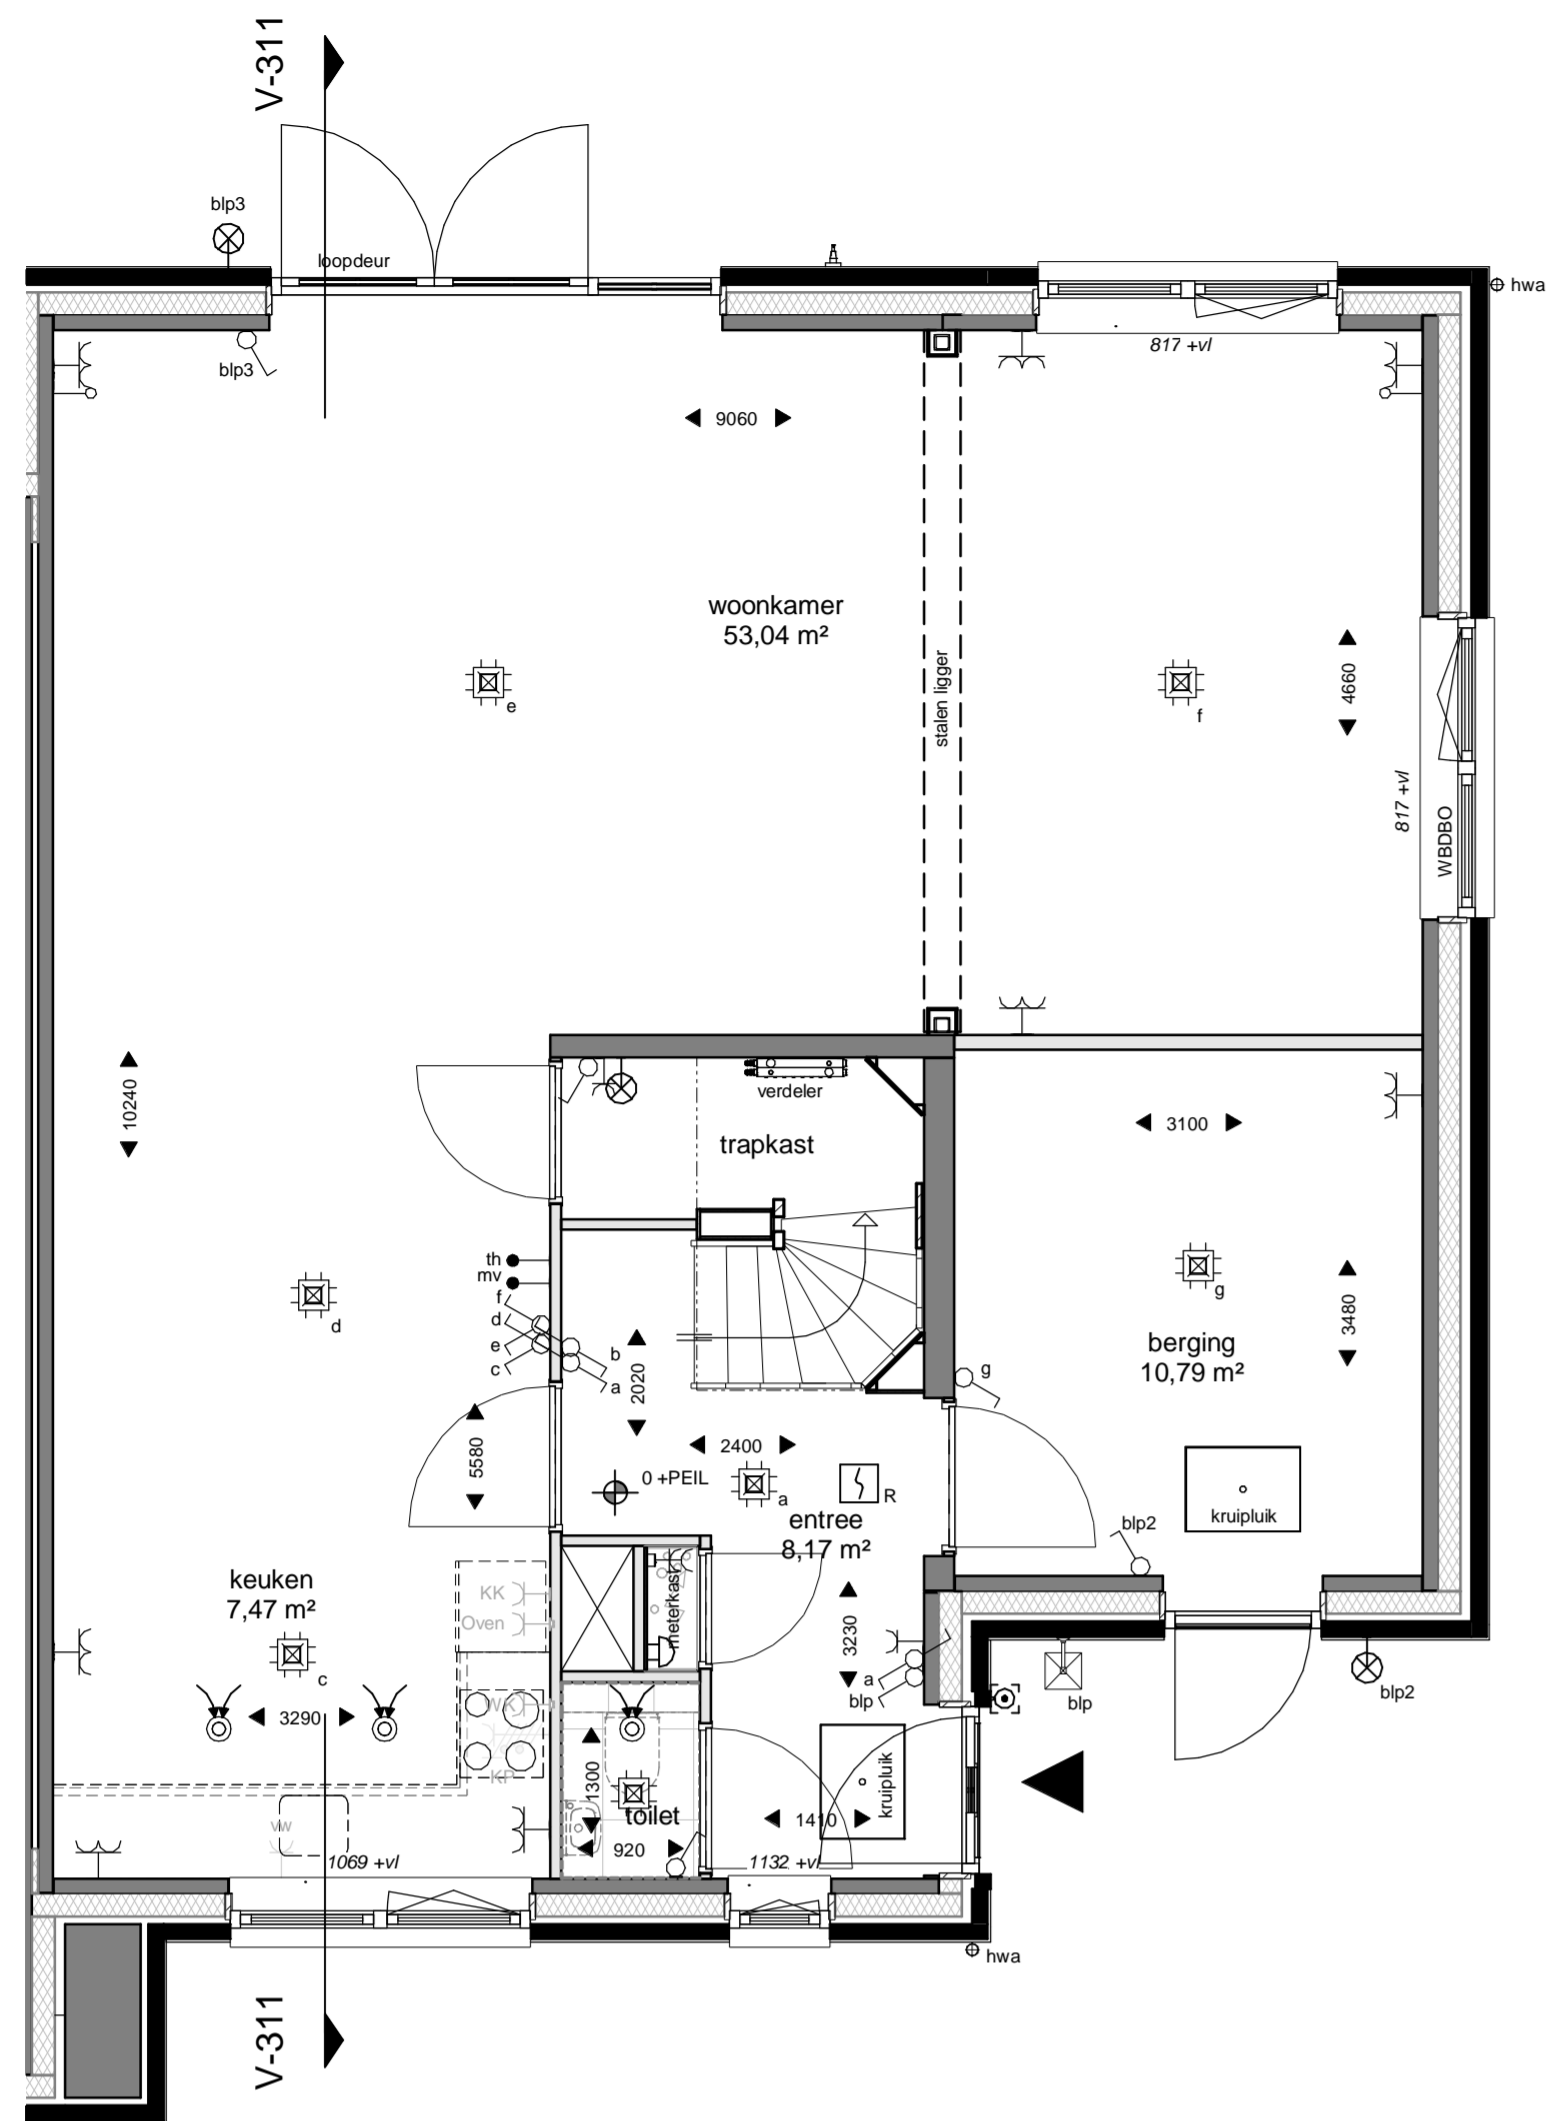 V-311
blp3
loopdeur
hwa
blp3
817 +vl
9060
woonkamer
53,04 m²
stalen ligger
4660
e
f
817 +vl
WBDBO
10240
verdeler
3100
trapkast
th
mv
f
d
e
c
b
a
d
g
2020
3480
berging
10,79 m²
g
5580
2400
0 +PEIL
a
R
entree
8,17 m²
kruipluik
blp2
keuken
7,47 m²
KK
Oven
meterkast
3230
a
blp
blp
blp2
c
WK
3290
KP
1300
toilet
kruipluik
1410
920
vw
1069 +vl
1132 +vl
hwa
V-311